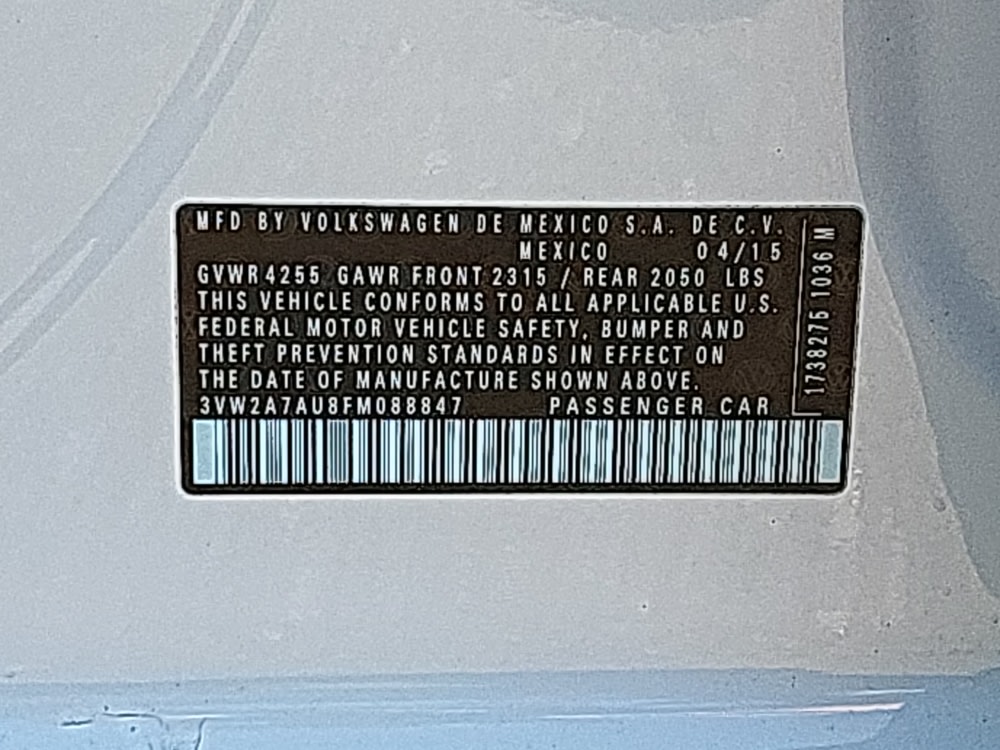 MFD BY VOLKSWAGEN DE MEXICO S.A. DE C.V.
MEXICO 04/15
GVWR 4255 GAWR FRONT 2315 / REAR 2050 LBS
THIS VEHICLE CONFORMS TO ALL APPLICABLE U.S.
FEDERAL MOTOR VEHICLE SAFETY, BUMPER AND
THEFT PREVENTION STANDARDS IN EFFECT ON
THE DATE OF MANUFACTURE SHOWN ABOVE.
3VW2A7AU8FM088847 PASSENGER CAR
1738276 1036 M